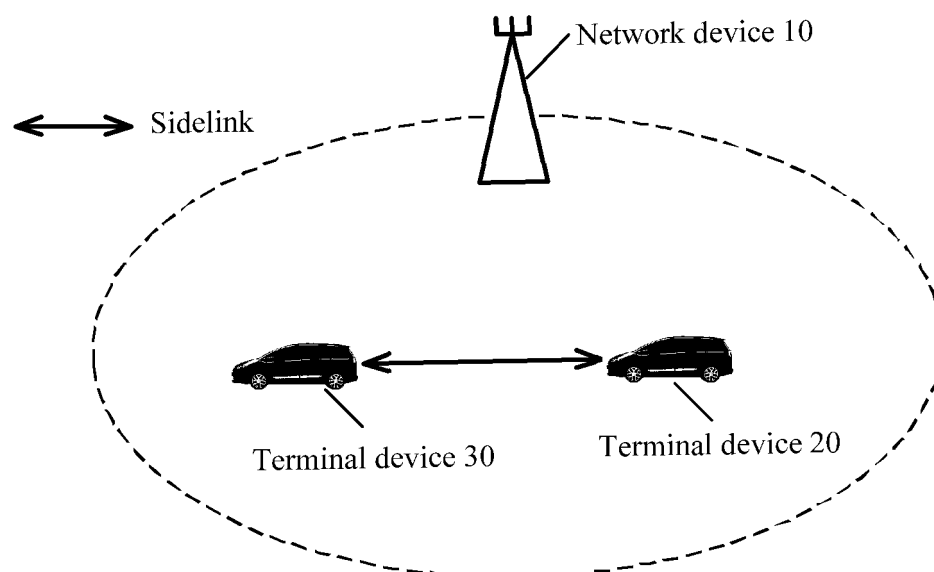 Network device 10
Sidelink
Terminal device 30
Terminal device 20